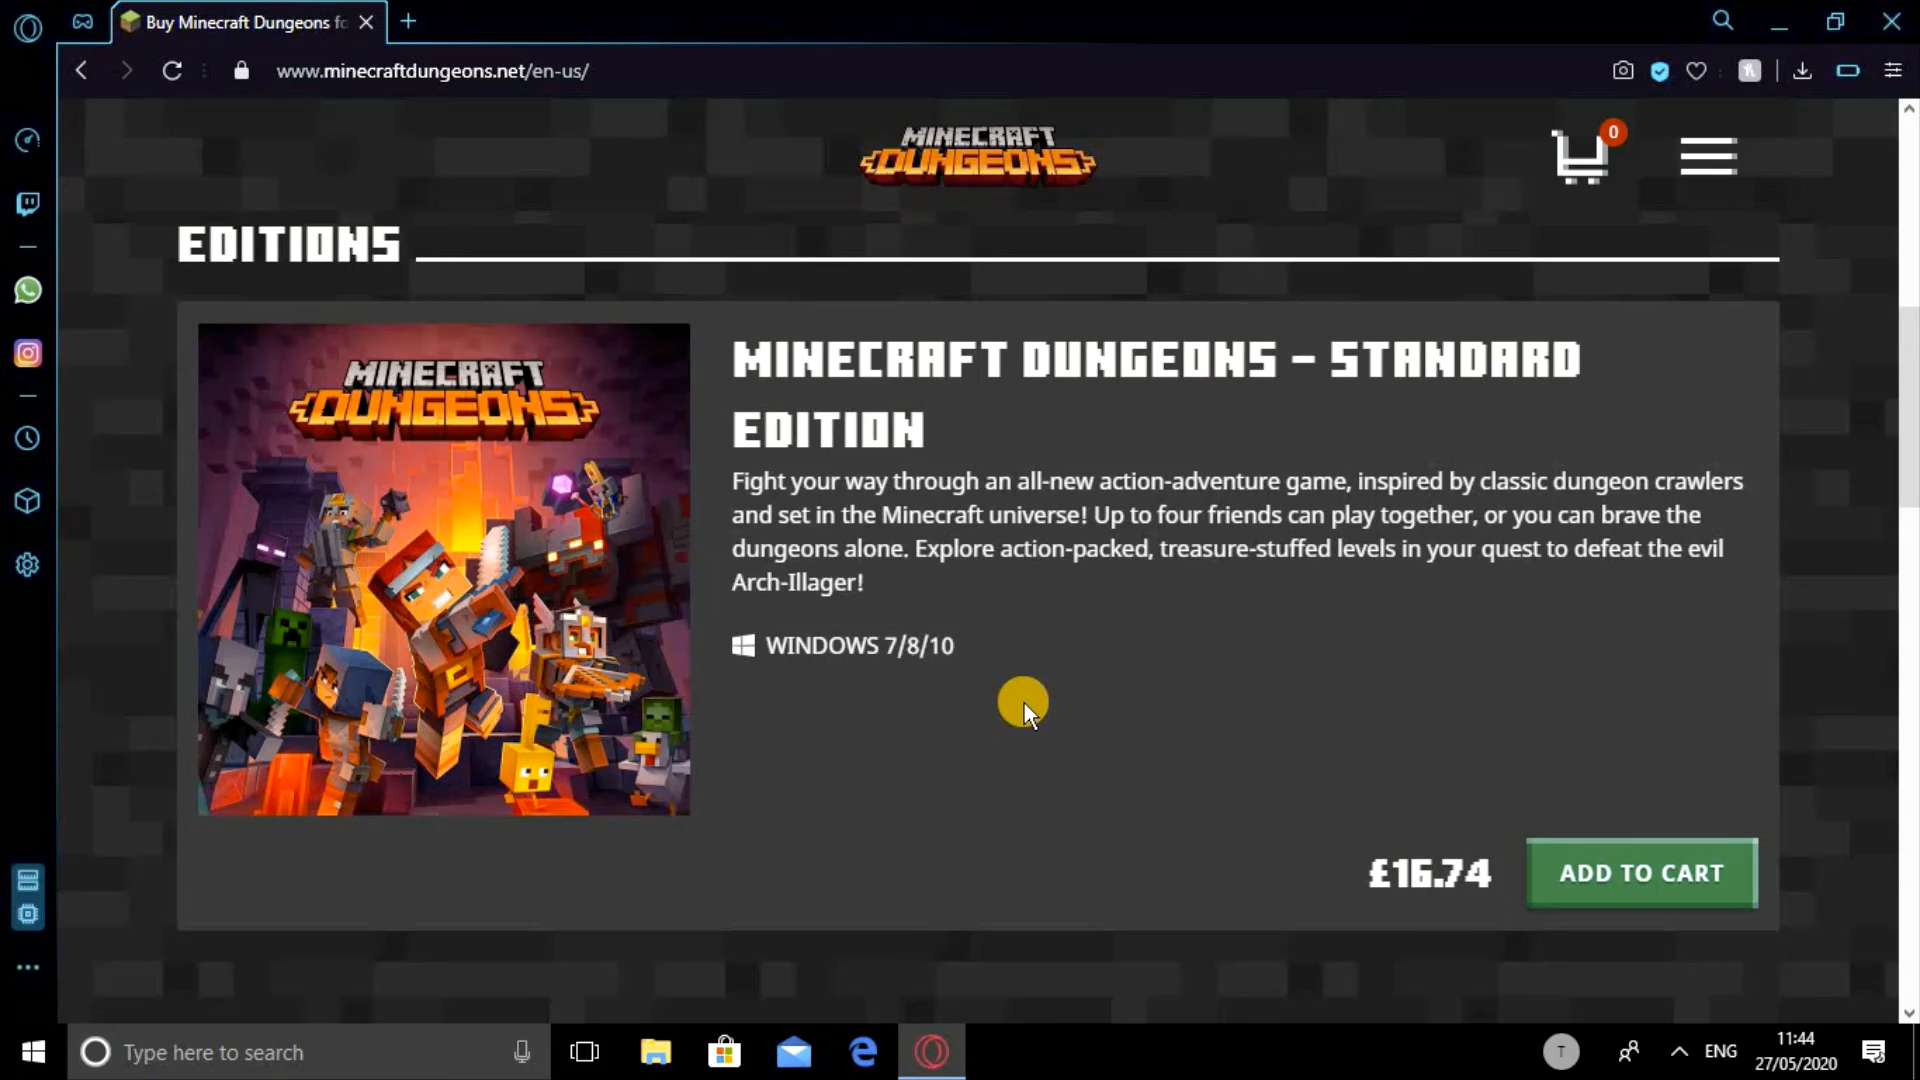 Buy Minecraft Dungeons fo
www.minecraftdungeons.net/en-us/
MINECRAFT
DUNGEONS
0
EDITIONS
MINECRAFT
DUNGEONS
MINECRAFT DUNGEONS - STANDARD
EDITION
Fight your way through an all-new action-adventure game, inspired by classic dungeon crawlers
and set in the Minecraft universe! Up to four friends can play together, or you can brave the
dungeons alone. Explore action-packed, treasure-stuffed levels in your quest to defeat the evil
Arch-Illager!
WINDOWS 7/8/10
£16.74
ADD TO CART
Type here to search
T
ENG
11:44
27/05/2020